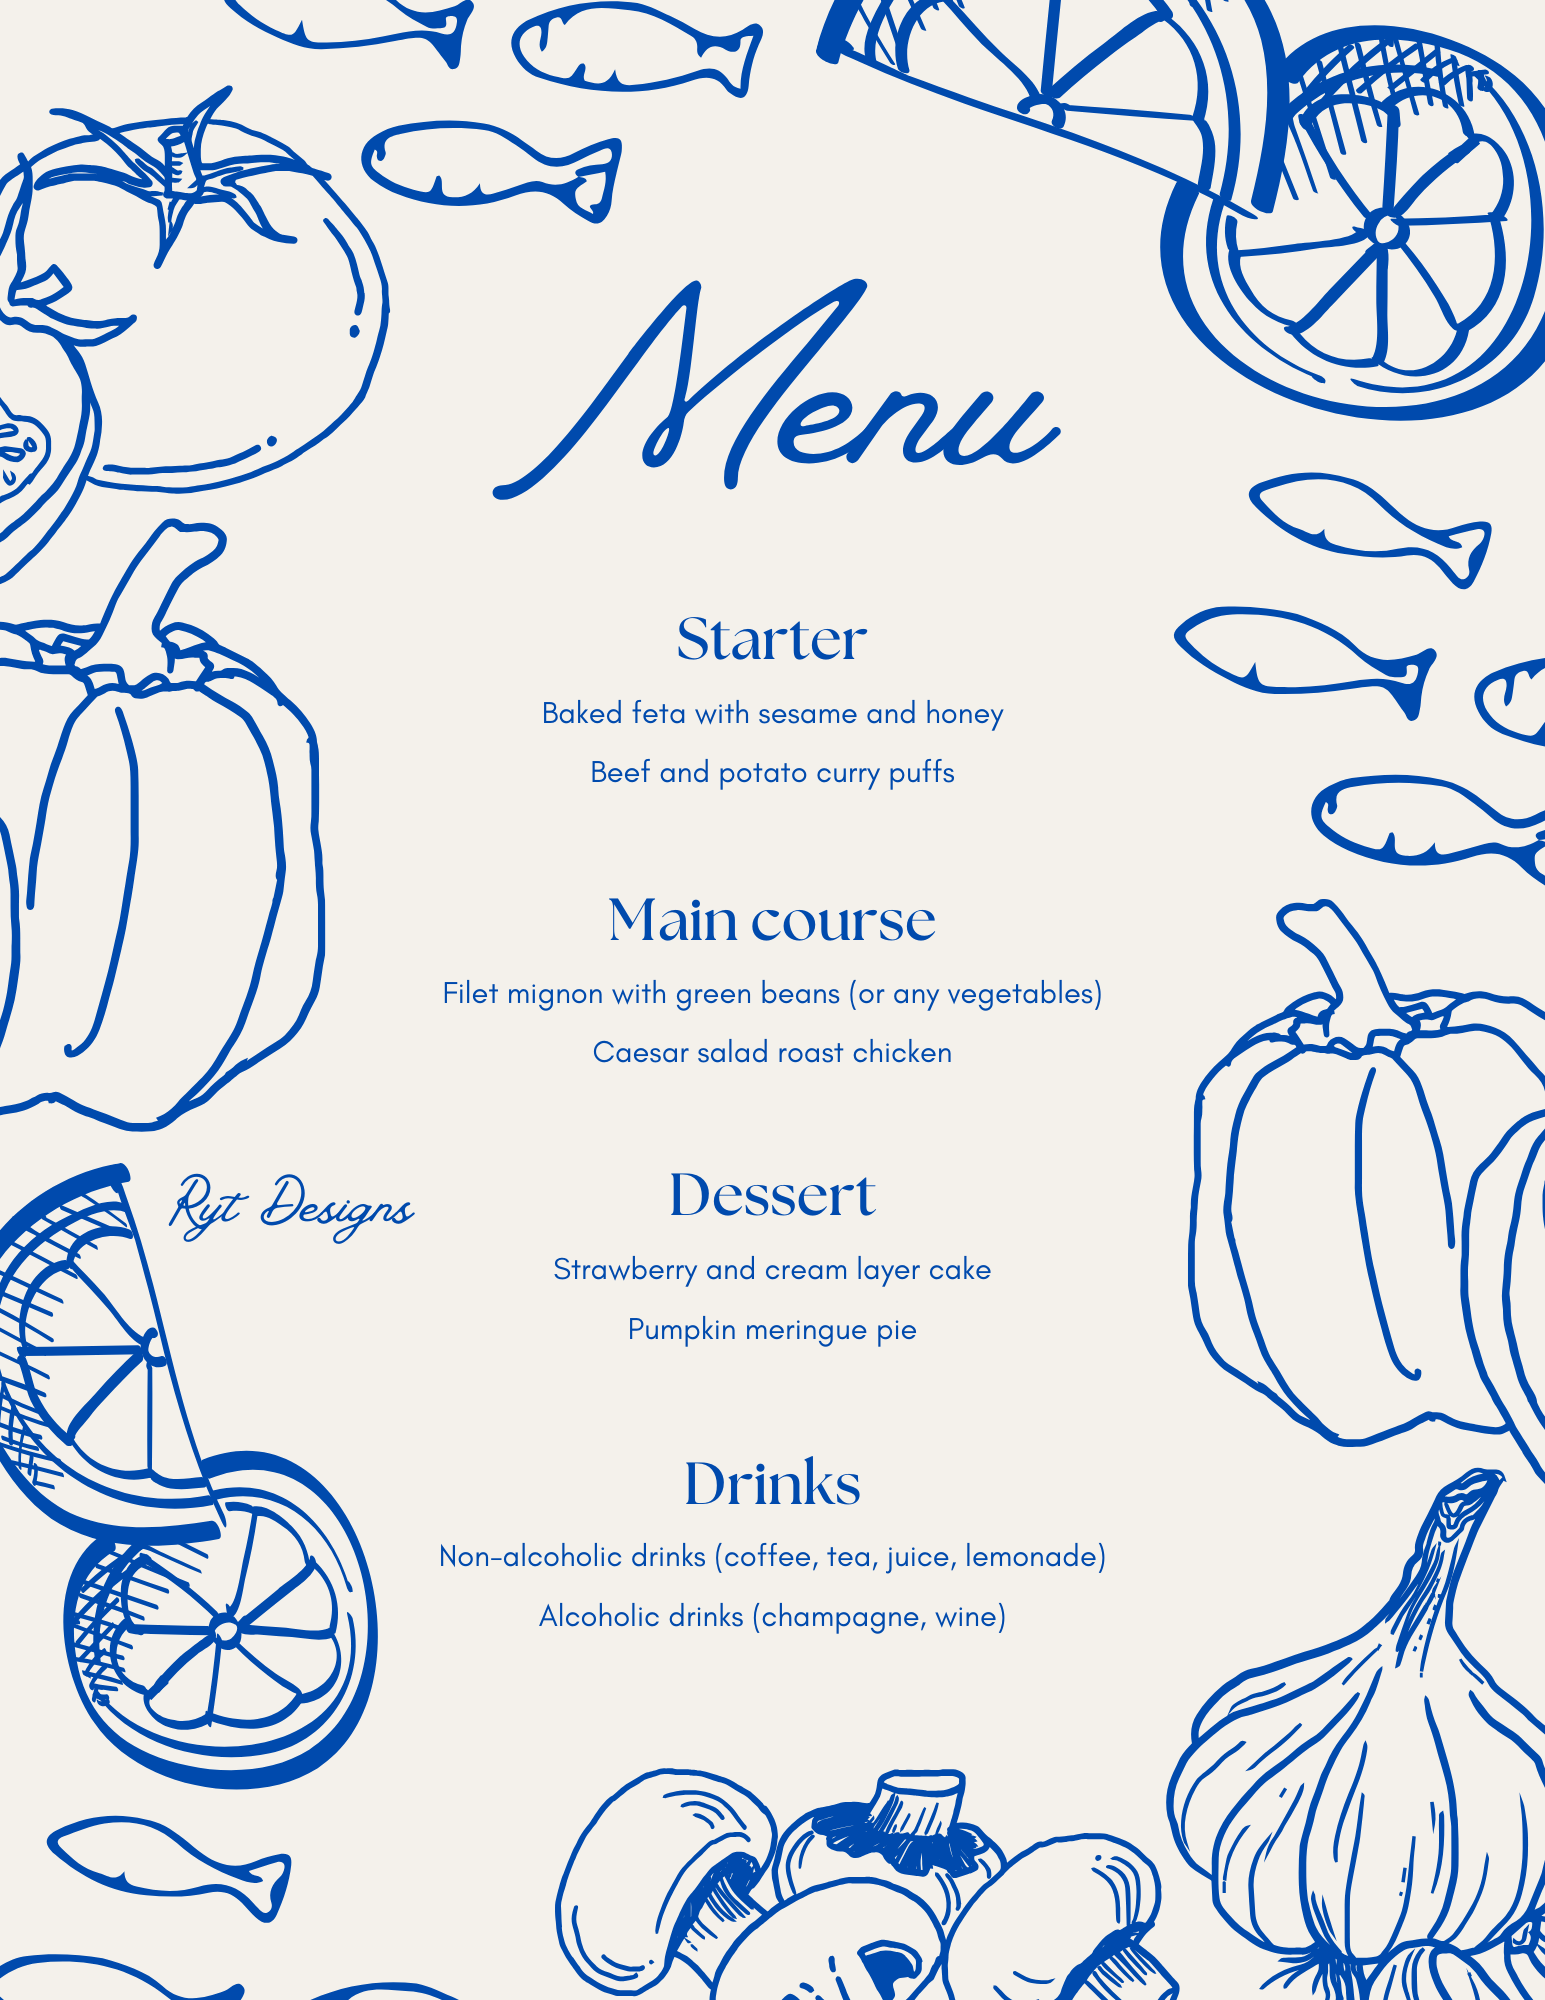 Menu
Starter
Baked feta with sesame and honey
Beef and potato curry puffs
Main course
Filet mignon with green beans (or any vegetables)
Caesar salad roast chicken
Ryt Designs
Dessert
Strawberry and cream layer cake
Pumpkin meringue pie
Drinks
Non-alcoholic drinks (coffee, tea, juice, lemonade)
Alcoholic drinks (champagne, wine)